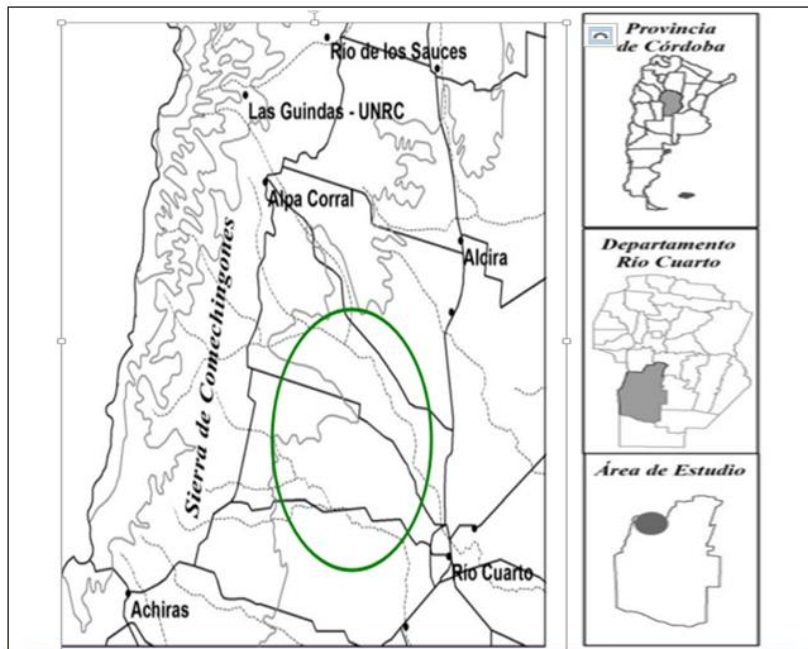 Río de los Sauces
Las Guindas - UNRC
Alpa Corral
Alcira
Sierra de Comechingones
Río Cuarto
Achiras
Provincia
de Córdoba
Departamento
Río Cuarto
Área de Estudio